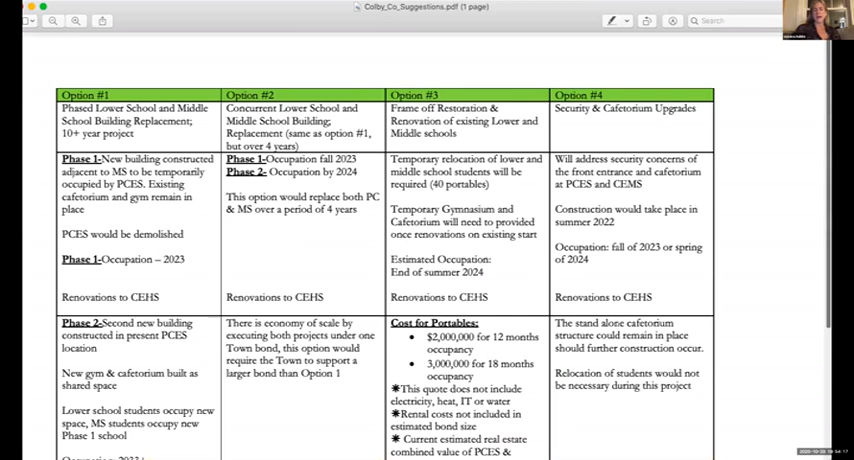 Colby_Co_Suggestions.pdf (1 page)
Search
Option #1
Phased Lower School and Middle
School Building Replacement;
10+ year project
Phase 1-New building constructed
adjacent to MS to be temporarily
occupied by PCES. Existing
cafetorium and gym remain in
place
PCES would be demolished
Phase 1-Occupation – 2023
Renovations to CEHS
Phase 2-Second new building
constructed in present PCES
location
New gym & cafetorium built as
shared space
Lower school students occupy new
space, MS students occupy new
Phase 1 school
Option #2
Concurrent Lower School and
Middle School Building;
Replacement (same as option #1,
but over 4 years)
Phase 1-Occupation fall 2023
Phase 2- Occupation by 2024
This option would replace both PC
& MS over a period of 4 years
Renovations to CEHS
There is economy of scale by
executing both projects under one
Town bond, this option would
require the Town to support a
larger bond than Option 1
Option #3
Frame off Restoration &
Renovation of existing Lower and
Middle schools
Temporary relocation of lower and
middle school students will be
required (40 portables)
Temporary Gymnasium and
Cafetorium will need to provided
once renovations on existing start
Estimated Occupation:
End of summer 2024
Renovations to CEHS
Cost for Portables:
• $2,000,000 for 12 months
occupancy
• 3,000,000 for 18 months
occupancy
✳This quote does not include
electricity, heat, IT or water
✳Rental costs not included in
estimated bond size
✳ Current estimated real estate
combined value of PCES &
Option #4
Security & Cafetorium Upgrades
Will address security concerns of
the front entrance and cafetorium
at PCES and CEMS
Construction would take place in
summer 2022
Occupation: fall of 2023 or spring
of 2024
Renovations to CEHS
The stand alone cafetorium
structure could remain in place
should further construction occur.
Relocation of students would not
be necessary during this project